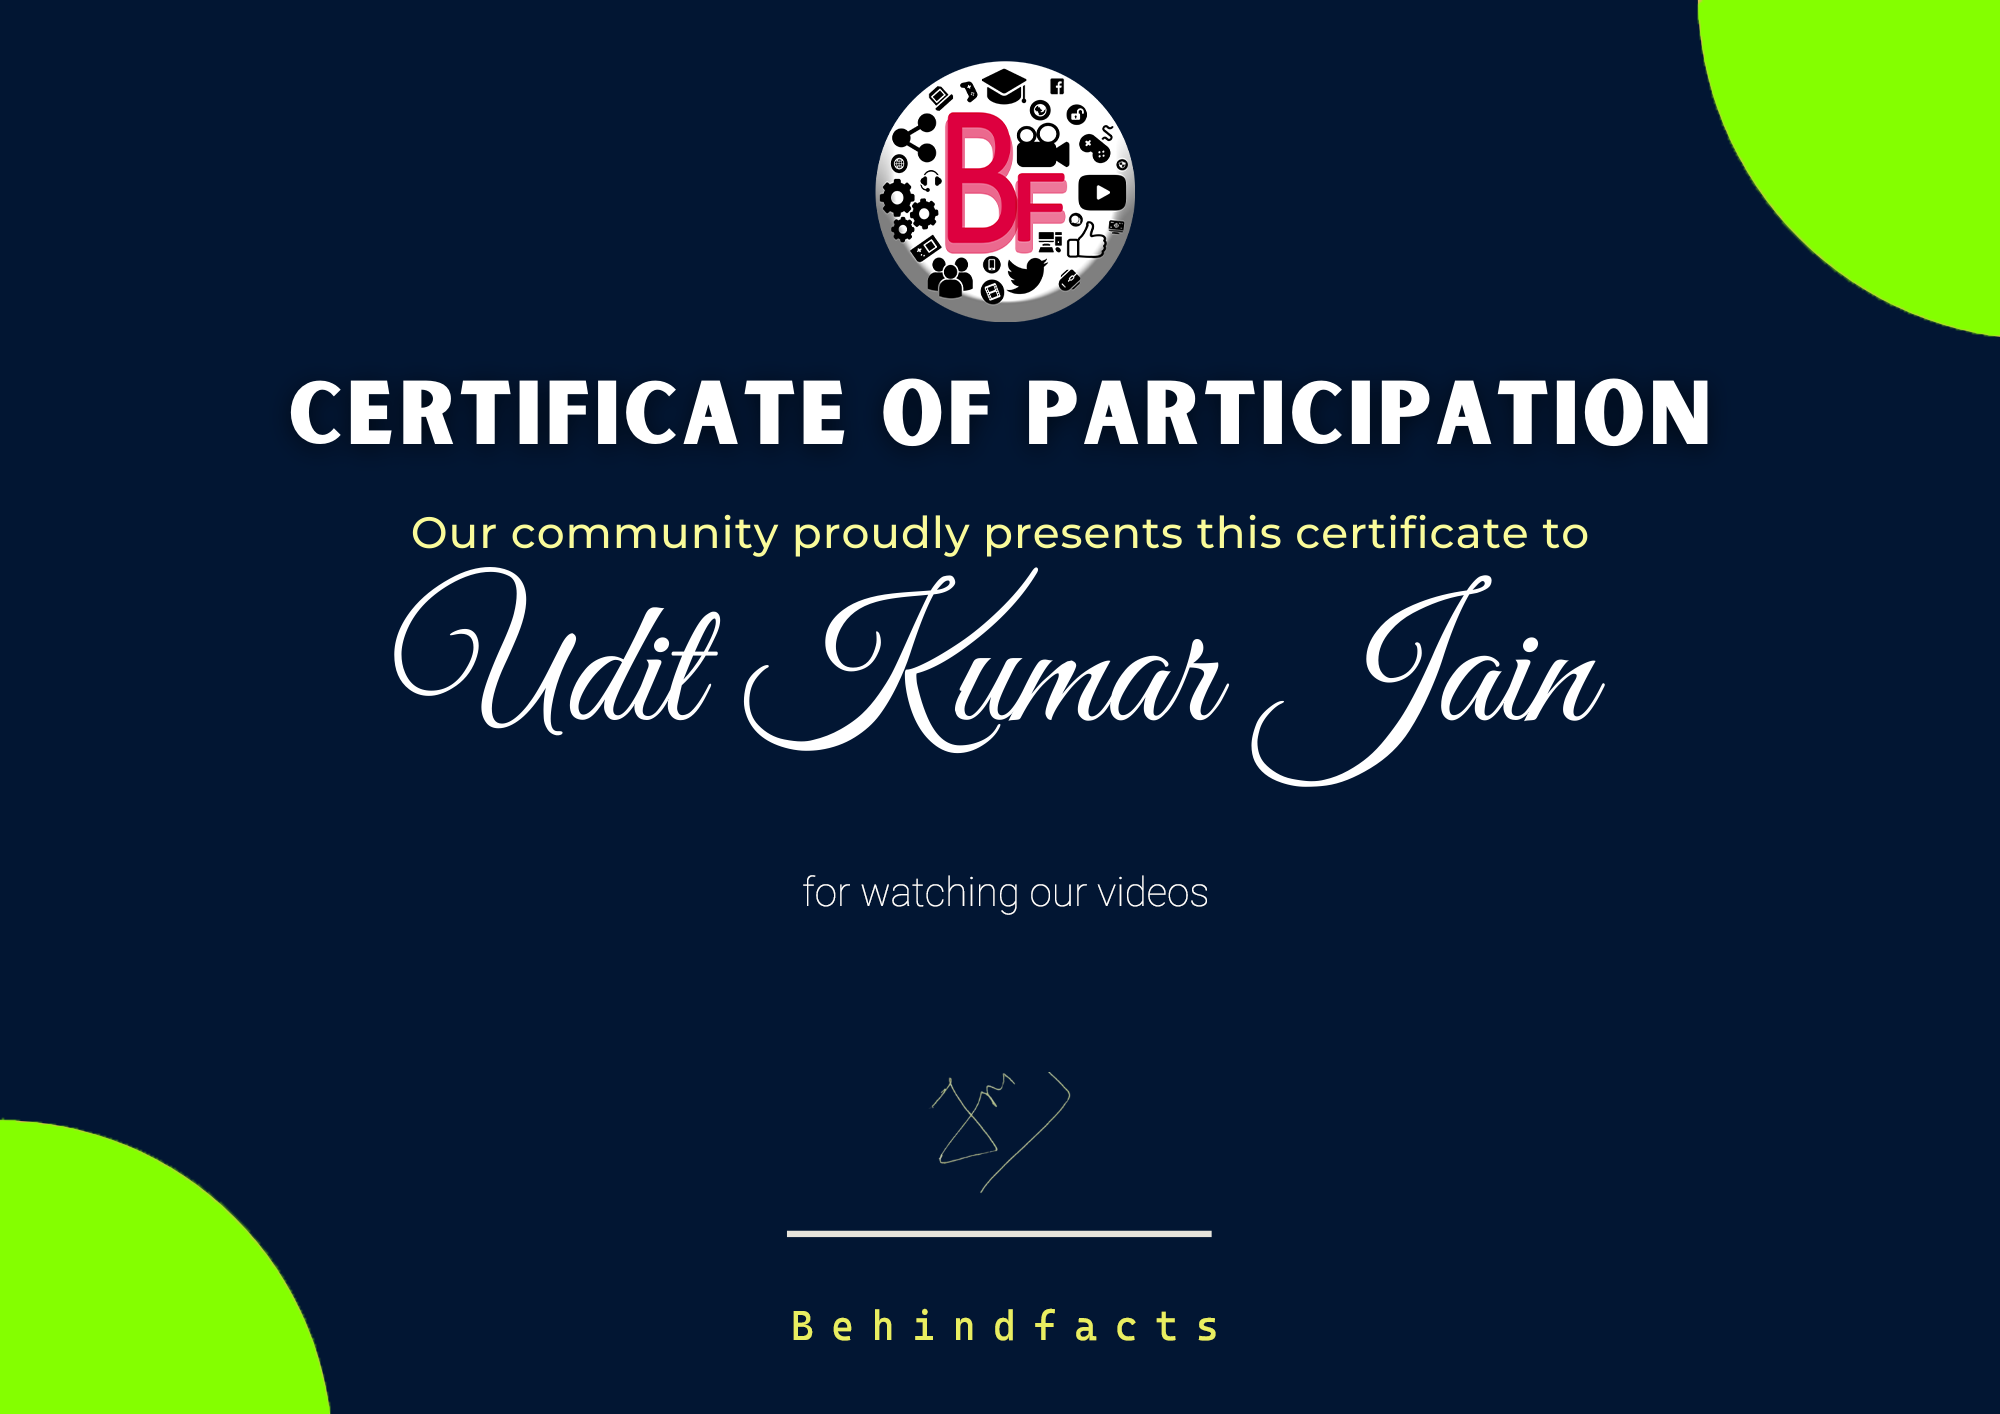 BF
CERTIFICATE OF PARTICIPATION
Our community proudly presents this certificate to
Udit Kumar Jain
for watching our videos
Behindfacts